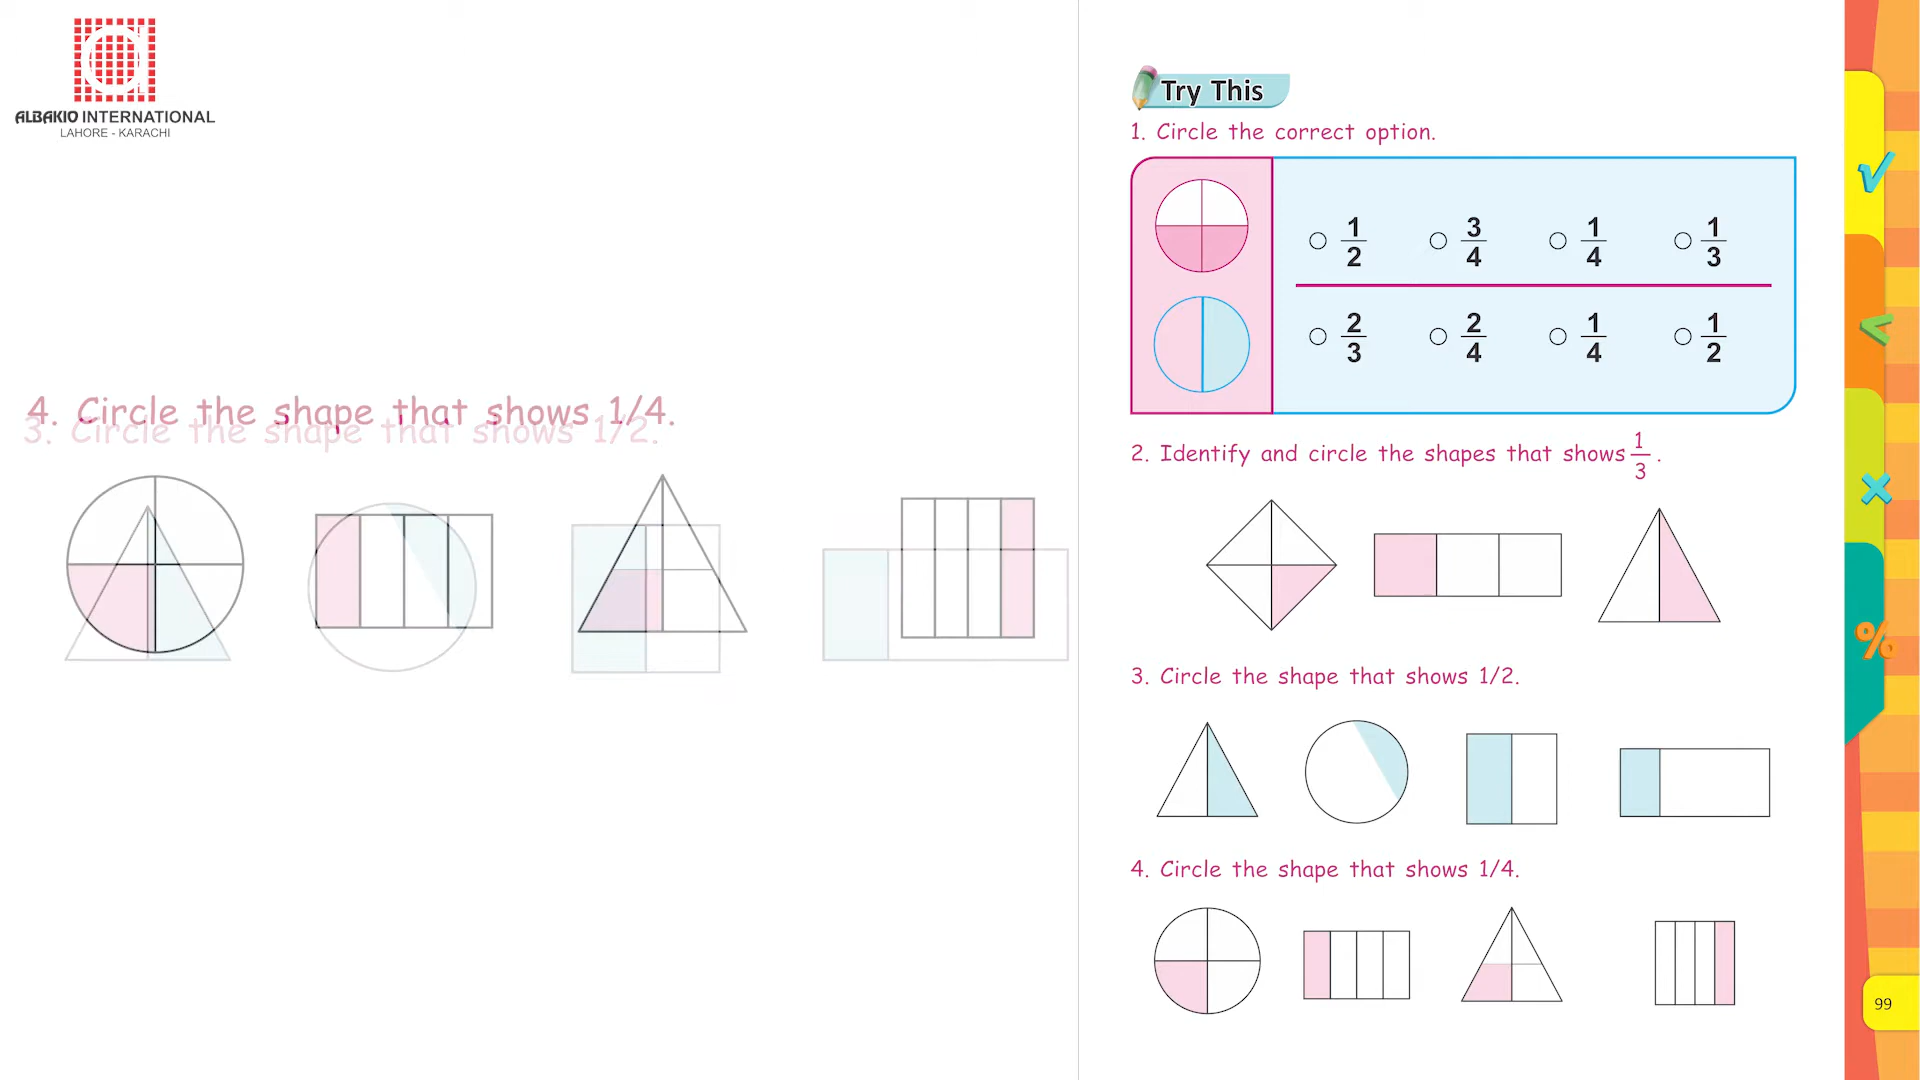 ALBAKIO INTERNATIONAL
LAHORE - KARACHI
4. Circle the shape that shows 1/4.
3. Circle the shape that shows 1/2.
Try This
1. Circle the correct option.
1/2 3/4 1/4 1/3
2/3 2/4 1/4 1/2
2. Identify and circle the shapes that shows 1/3 .
3. Circle the shape that shows 1/2.
4. Circle the shape that shows 1/4.
√
<
×
%
99